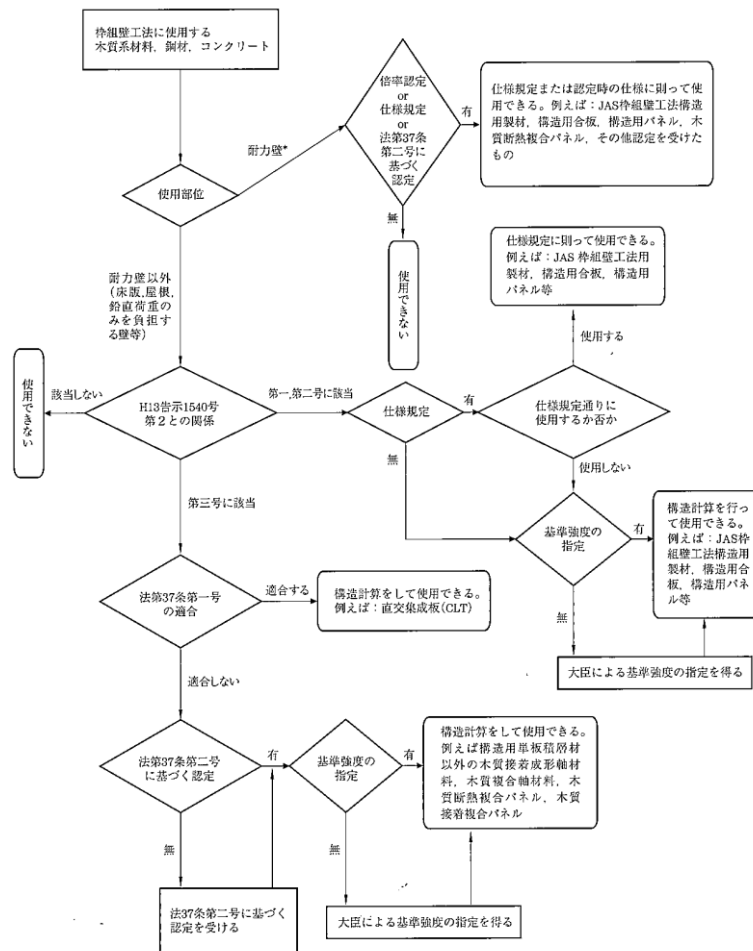 枠組壁工法に使用する
木質系材料，鋼材，コンクリート
使用部位
耐力壁*
倍率認定
or
仕様規定
or
法第37条
第二号に
基づく
認定
有
仕様規定または認定時の仕様に則って使
用できる。例えば：JAS枠組壁工法構造
用製材，構造用合板，構造用パネル，木
質断熱複合パネル，その他認定を受けた
もの
無
使用できない
耐力壁以外
(床版,屋根,
鉛直荷重の
みを負担す
る壁等)
仕様規定に則って使用できる。
例えば：JAS 枠組壁工法用
製材，構造用合板，構造用
パネル等
使用する
使用できない
該当しない
H13告示1540号
第２との関係
第一,第二号に該当
仕様規定
有
仕様規定通りに
使用するか否か
無
使用しない
第三号に該当
基準強度の
指定
有
構造計算を行っ
て使用できる。
例えば：JAS枠
組壁工法構造用
製材，構造用合
板，構造用パネ
ル等
無
大臣による基準強度の指定を得る
法第37条第一号
の適合
適合する
構造計算をして使用できる。
例えば：直交集成板(CLT)
適合しない
法第37条第二号
に基づく認定
有
基準強度の
指定
有
構造計算をして使用できる。
例えば構造用単板積層材
以外の木質接着成形軸材
料，木質複合軸材料，木
質断熱複合パネル，木質
接着複合パネル
無
法37条第二号に基づく
認定を受ける
無
大臣による基準強度の指定を得る